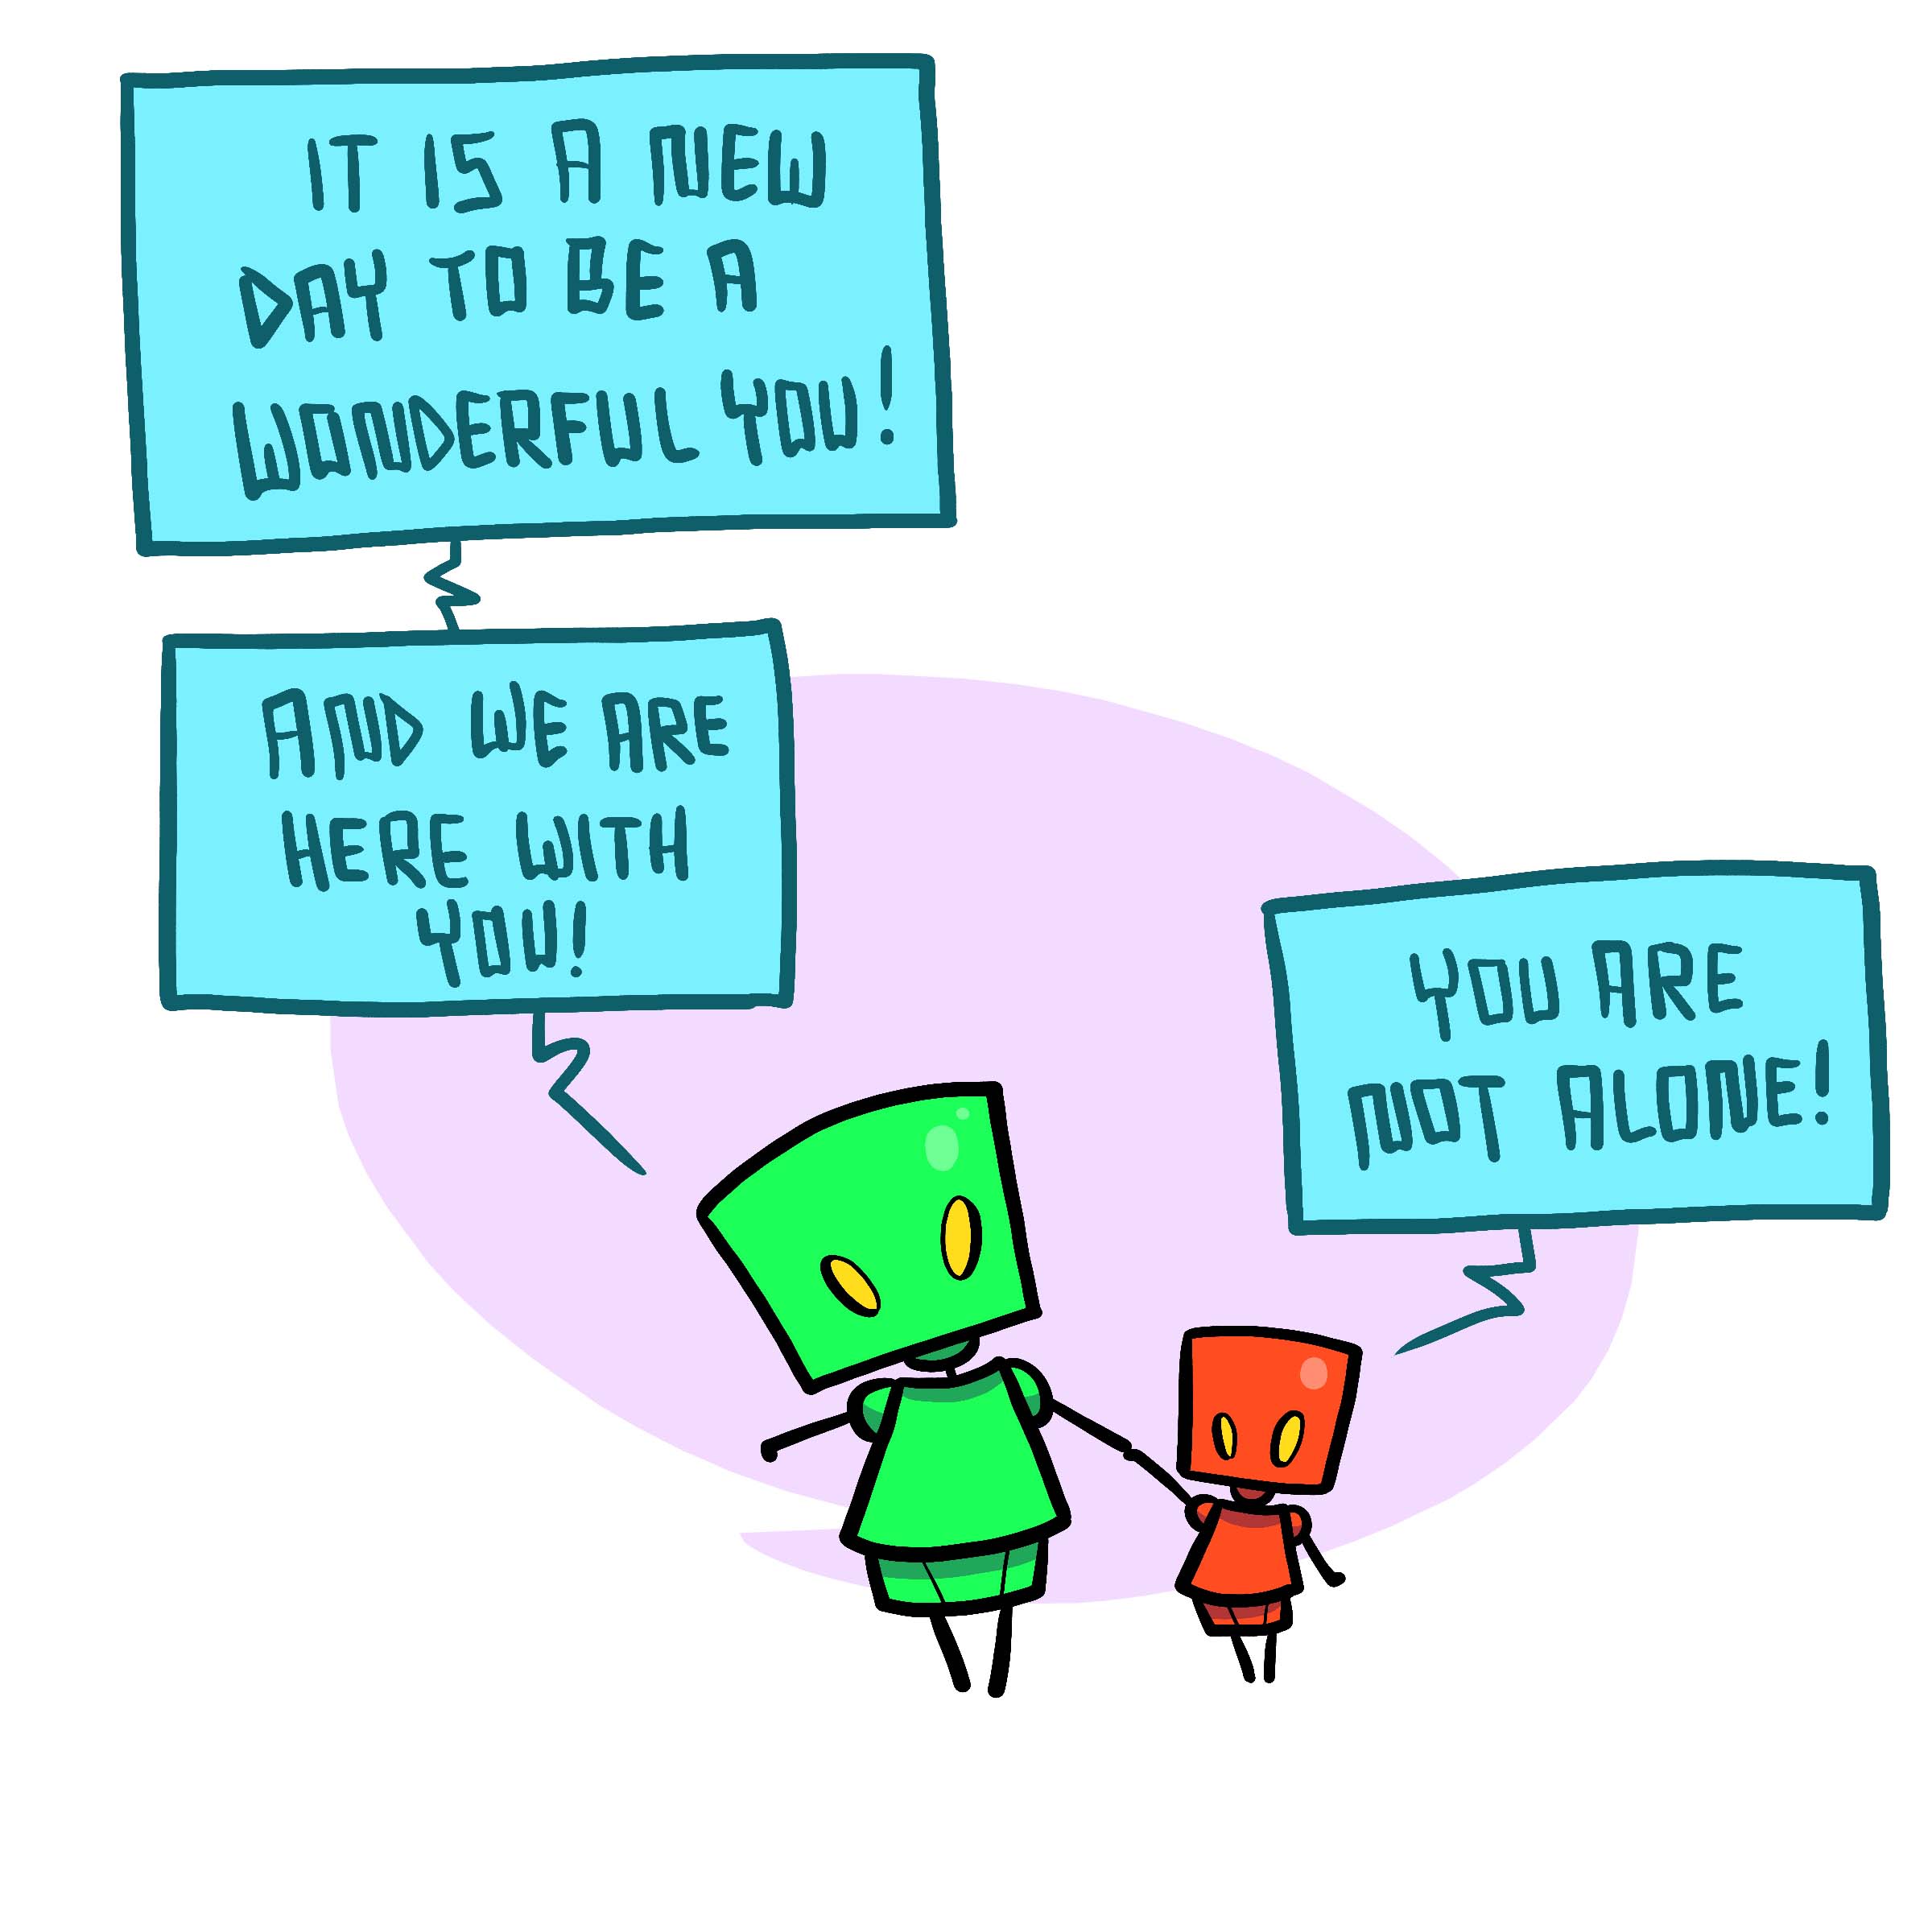 IT IS A NEW
DAY TO BE A
WONDERFUL YOU!
AND WE ARE
HERE WITH
YOU!
YOU ARE
NOT ALONE!